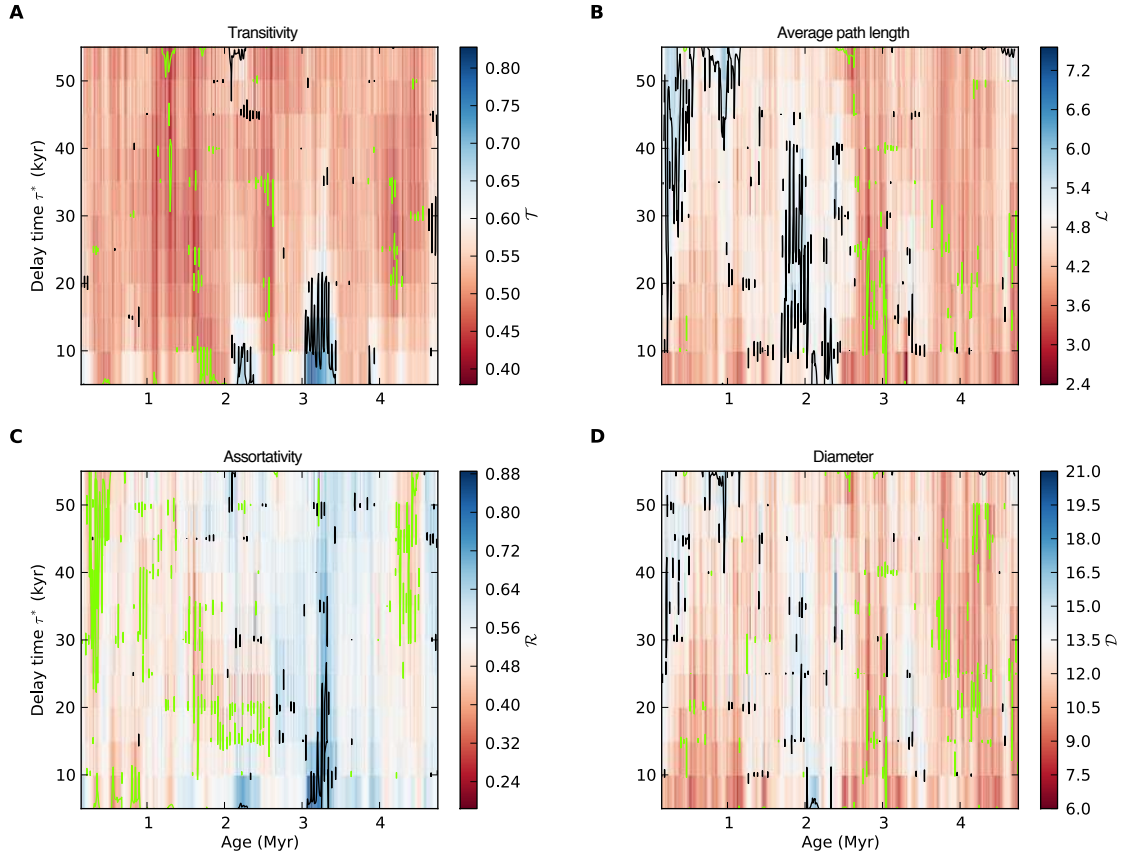 A
Transitivity
Delay time τ* (kyr)
50
40
30
20
10
1 2 3 4
0.80
0.75
0.70
0.65
0.60
0.55
0.50
0.45
0.40
𝒯
B
Average path length
50
40
30
20
10
1 2 3 4
7.2
6.6
6.0
5.4
4.8
4.2
3.6
3.0
2.4
ℒ
C
Assortativity
Delay time τ* (kyr)
50
40
30
20
10
1 2 3 4
Age (Myr)
0.88
0.80
0.72
0.64
0.56
0.48
0.40
0.32
0.24
ℛ
D
Diameter
50
40
30
20
10
1 2 3 4
Age (Myr)
21.0
19.5
18.0
16.5
15.0
13.5
12.0
10.5
9.0
7.5
6.0
𝒟